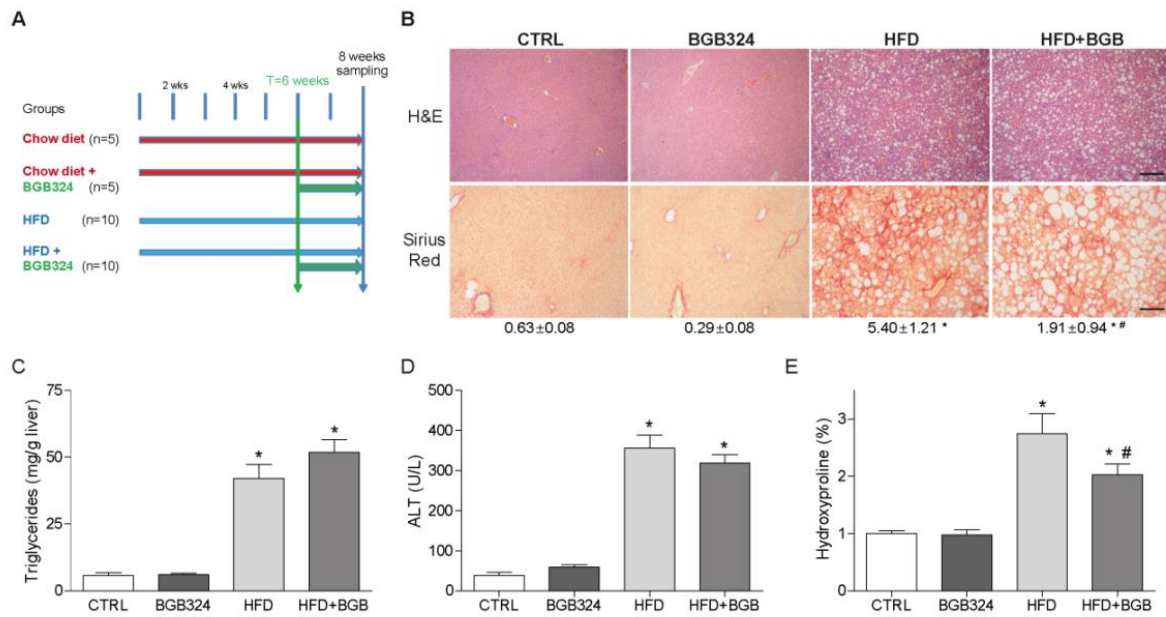 A
8 weeks
sampling
T=6 weeks
2 wks
4 wks
Groups
Chow diet (n=5)
Chow diet +
BGB324 (n=5)
HFD (n=10)
HFD +
BGB324 (n=10)
B
CTRL BGB324 HFD HFD+BGB
H&E
Sirius
Red
0.63±0.08 0.29±0.08 5.40±1.21 * 1.91±0.94 * #
C
Triglycerides (mg/g liver)
75
50
25
0
* *
CTRL BGB324 HFD HFD+BGB
D
ALT (U/L)
500
400
300
200
100
0
* *
CTRL BGB324 HFD HFD+BGB
E
Hydroxyproline (%)
3
2
1
0
*
* #
CTRL BGB324 HFD HFD+BGB